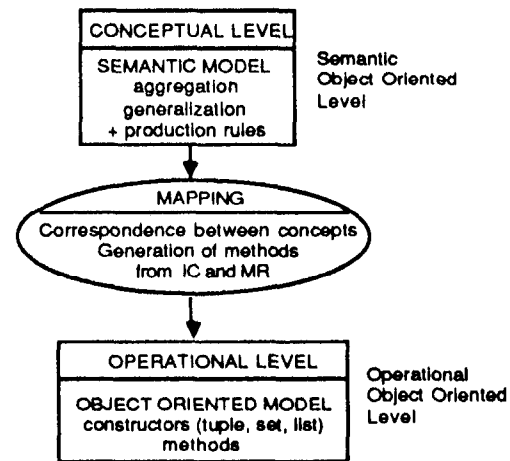 CONCEPTUAL LEVEL
SEMANTIC MODEL
aggregation
generalization
+ production rules
Semantic
Object Oriented
Level
MAPPING
Correspondence between concepts
Generation of methods
from IC and MR
OPERATIONAL LEVEL
OBJECT ORIENTED MODEL
constructors (tuple, set, list)
methods
Operational
Object Oriented
Level